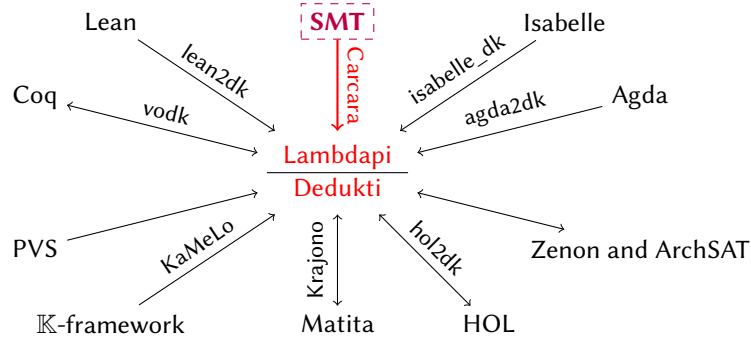 Lean
SMT
Isabelle
lean2dk
Carcara
isabelle_dk
Coq
vodk
agda2dk
Agda
Lambdapi
Dedukti
PVS
KaMeLo
Krajono
hol2dk
Zenon and ArchSAT
𝕂-framework
Matita
HOL